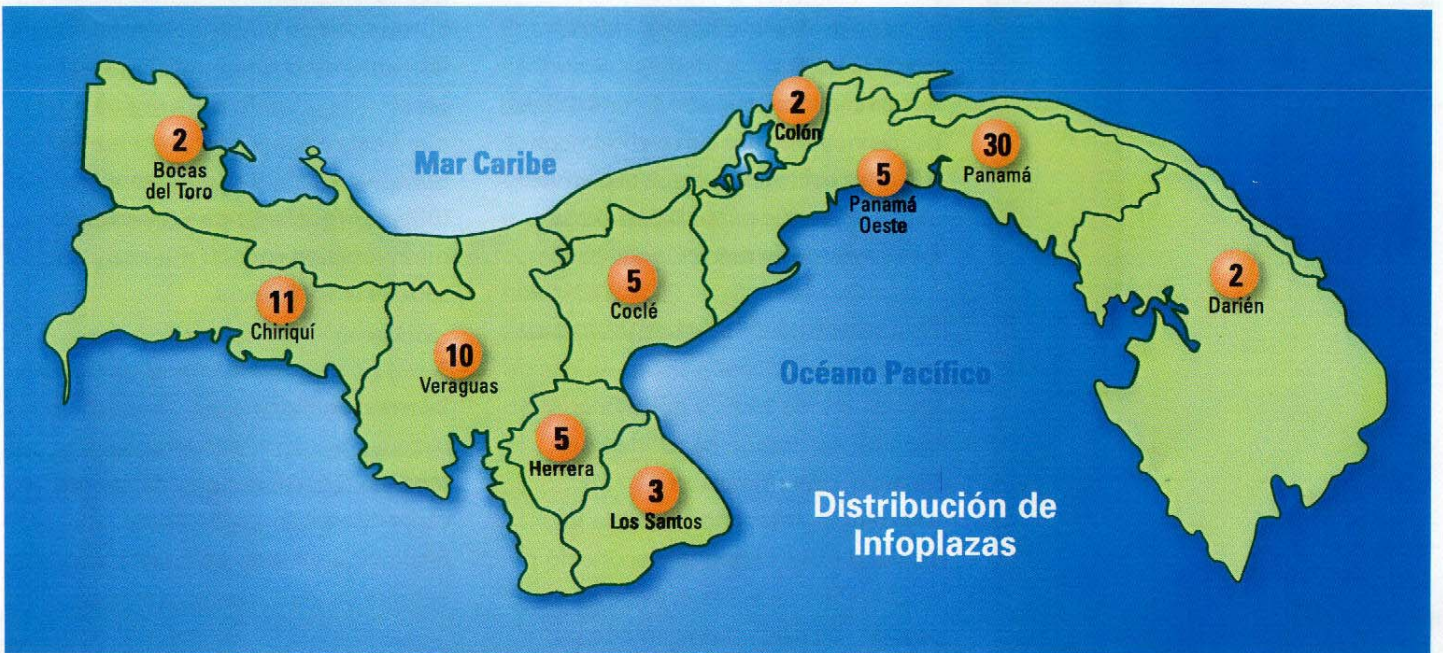 2
Bocas
del Toro
Mar Caribe
2
Colón
30
Panamá
5
Panamá
Oeste
11
Chiriquí
5
Coclé
2
Darién
10
Veraguas
Océano Pacífico
5
Herrera
3
Los Santos
Distribución de
Infoplazas